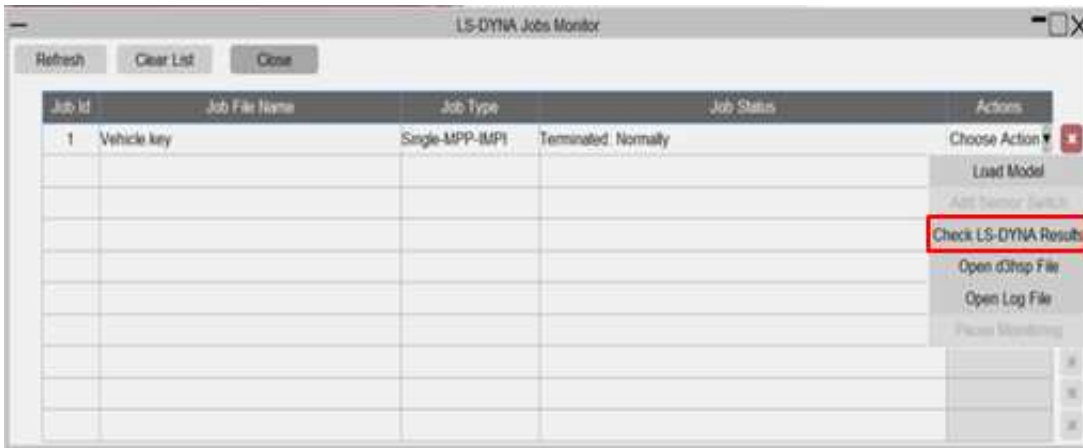 LS-DYNA Jobs Monitor
Refresh Clear List Close
Job Id Job File Name Job Type Job Status Actions
1 Vehicle.key Single-MPP-IMPI Terminated: Normally Choose Action
Load Model
Add Sensor Switch
Check LS-DYNA Results
Open d3hsp File
Open Log File
Pause Monitoring